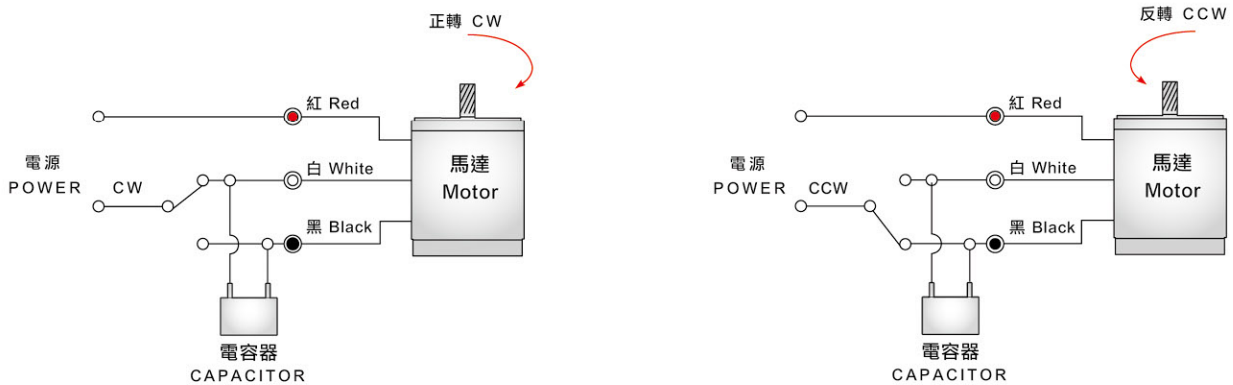 正轉 CW
紅 Red
電源
POWER
CW
白 White
馬達
Motor
黑 Black
電容器
CAPACITOR
反轉 CCW
紅 Red
電源
POWER
CCW
白 White
馬達
Motor
黑 Black
電容器
CAPACITOR